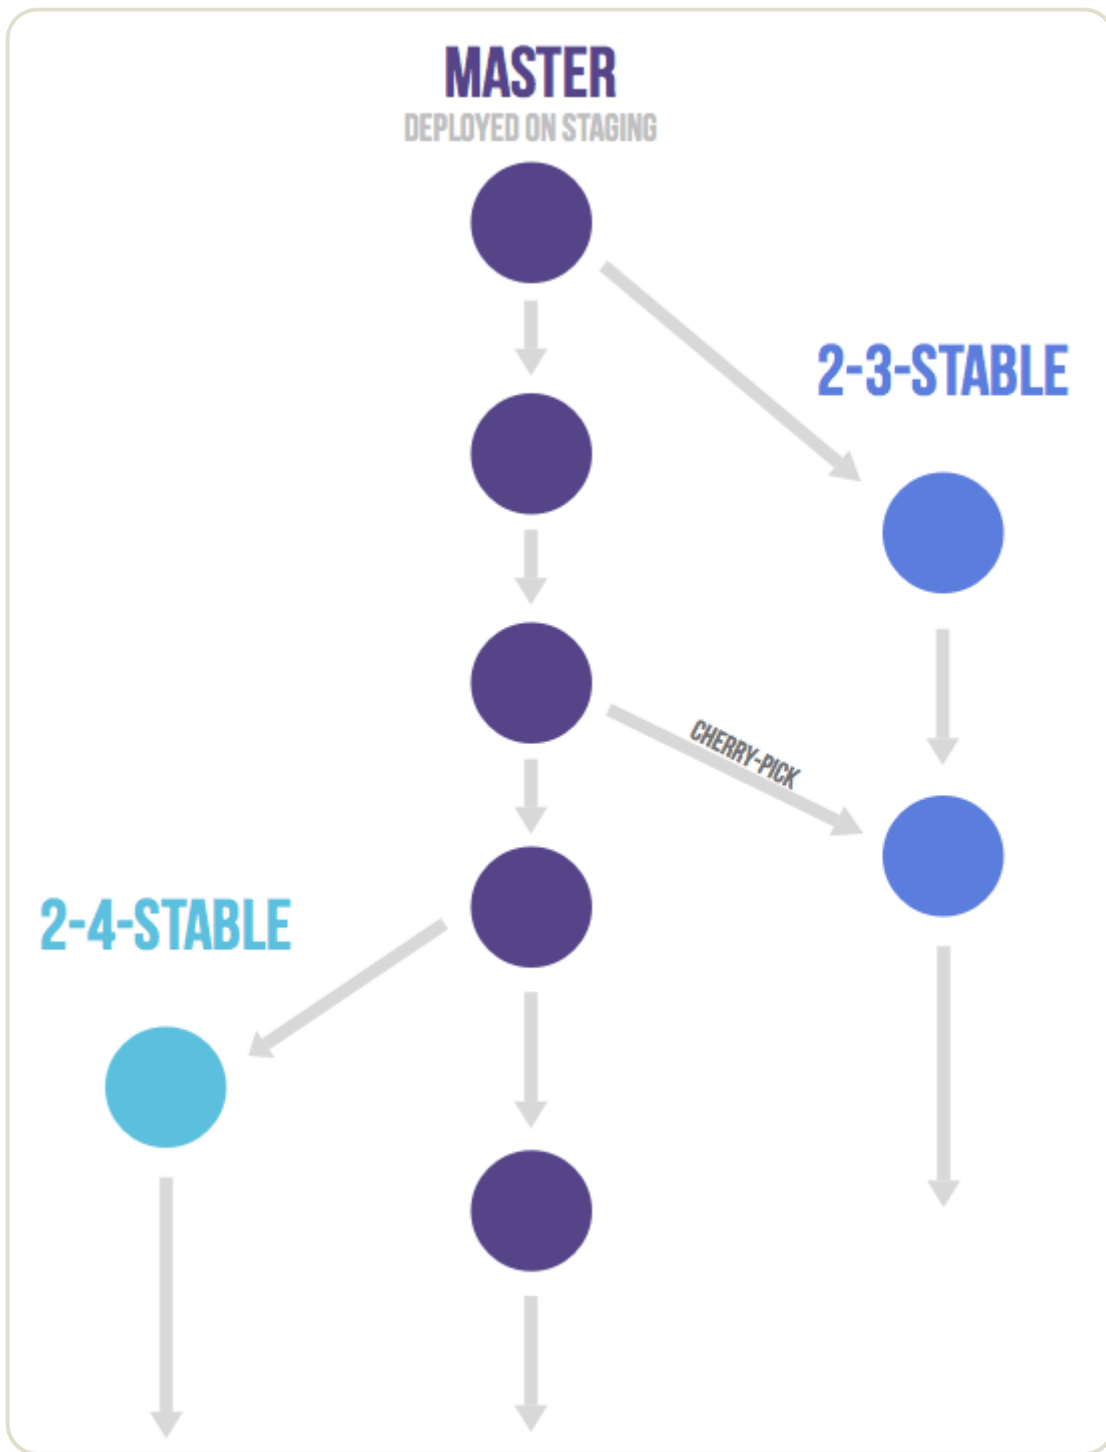 MASTER
DEPLOYED ON STAGING
2-3-STABLE
CHERRY-PICK
2-4-STABLE